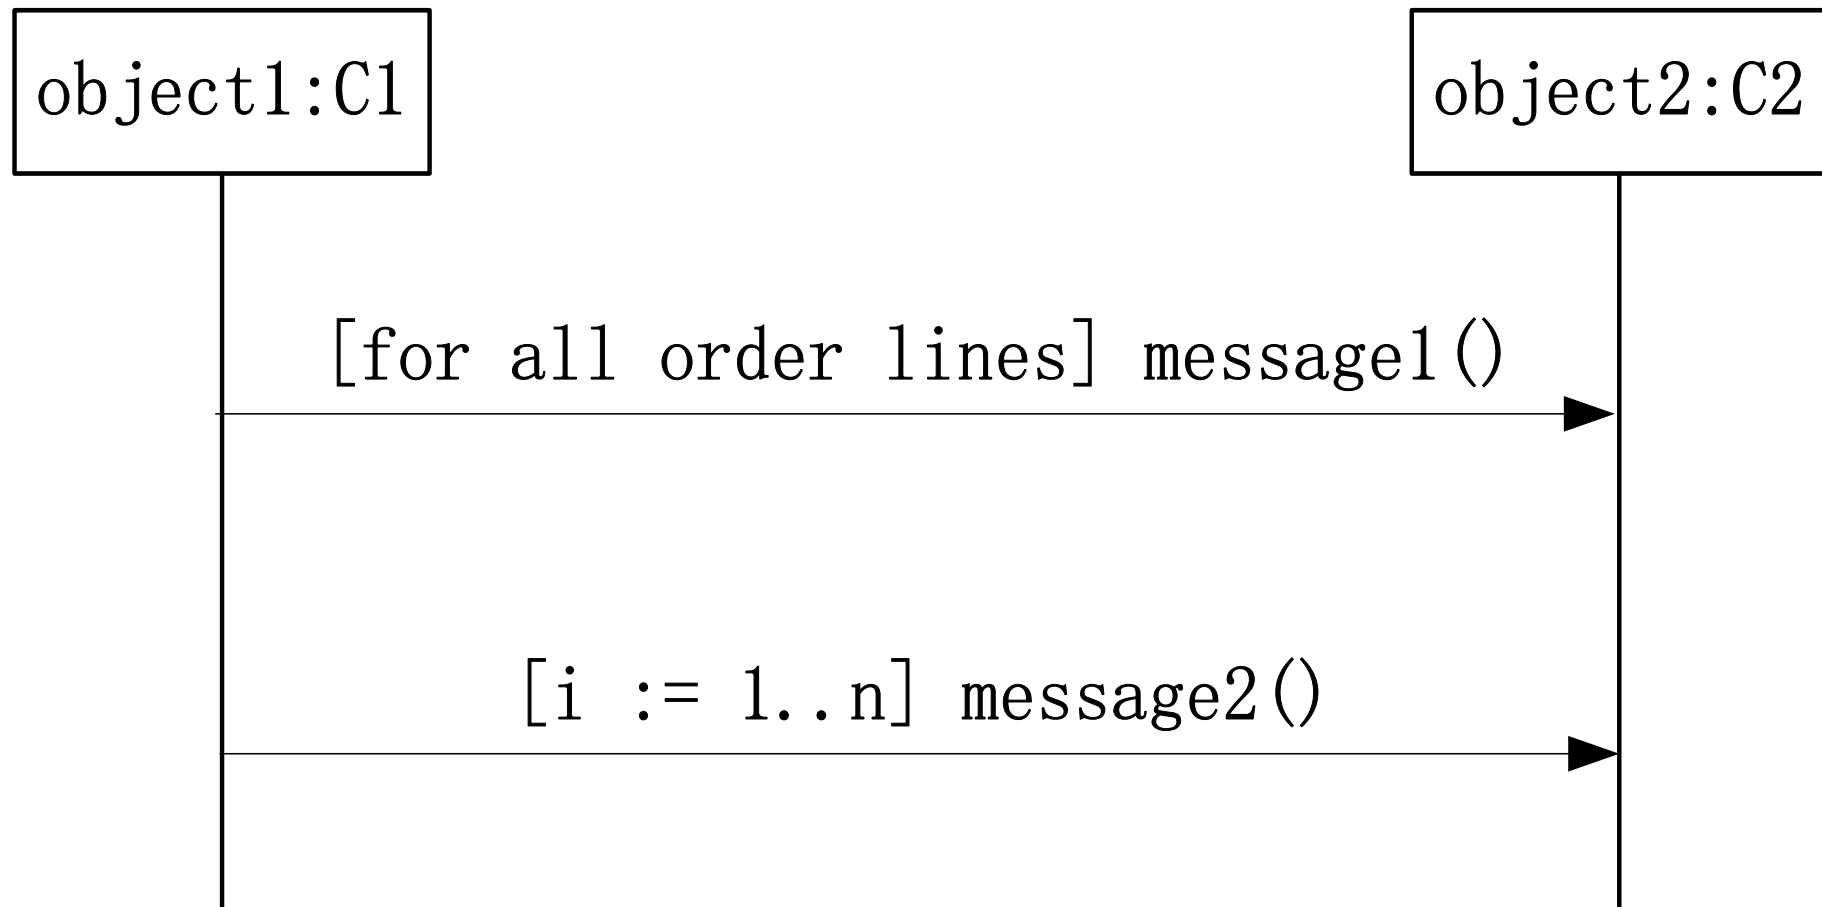 object1:C1
object2:C2
[for all order lines] message1()
[i := 1..n] message2()